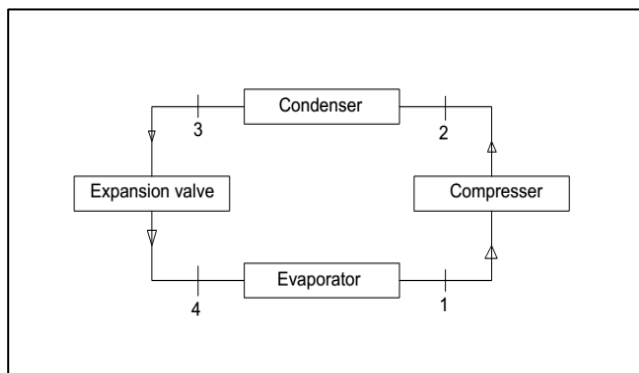 Condenser
3
2
Expansion valve
Compresser
Evaporator
4
1